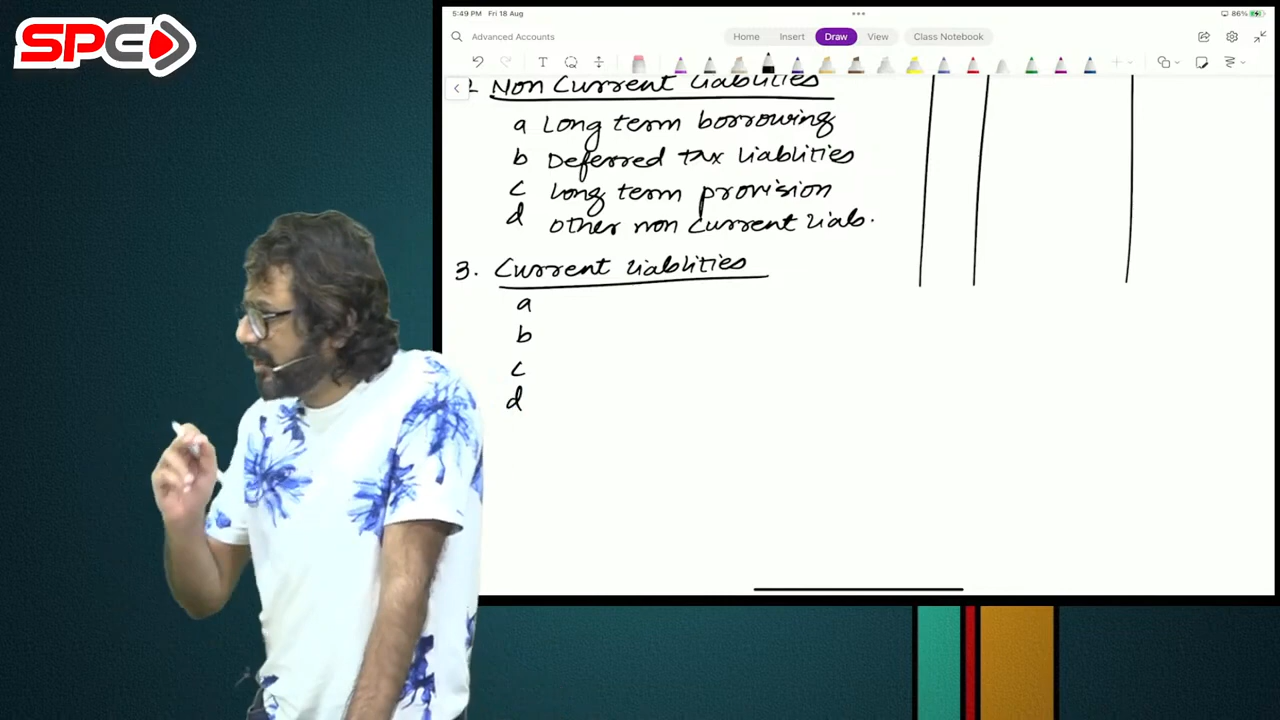 SPE
5:49 PM Fri 18 Aug
86%
Advanced Accounts
Home Insert Draw View Class Notebook
2 Non Current Liablities
a Long term borrowing
b Deferred tax Liablities
c Long term provision
d Other non current Liab.
3. Current Liablities
a
b
c
d